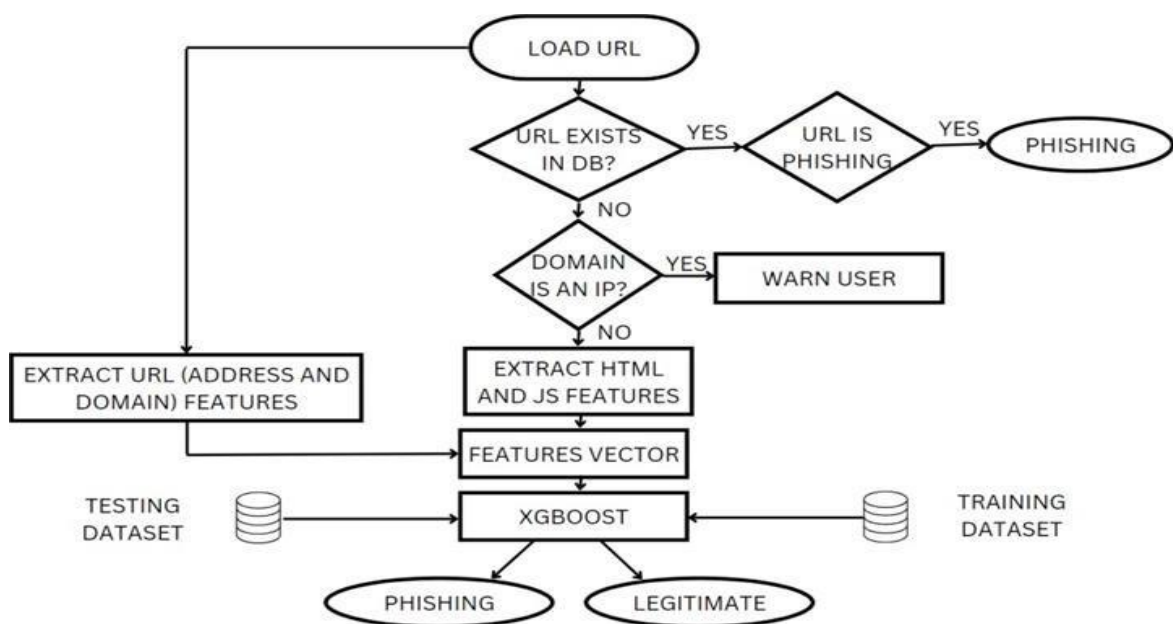 LOAD URL
URL EXISTS
IN DB?
YES
URL IS
PHISHING
YES
PHISHING
NO
DOMAIN
IS AN IP?
YES
WARN USER
NO
EXTRACT URL (ADDRESS AND
DOMAIN) FEATURES
EXTRACT HTML
AND JS FEATURES
FEATURES VECTOR
TESTING
DATASET
XGBOOST
TRAINING
DATASET
PHISHING
LEGITIMATE